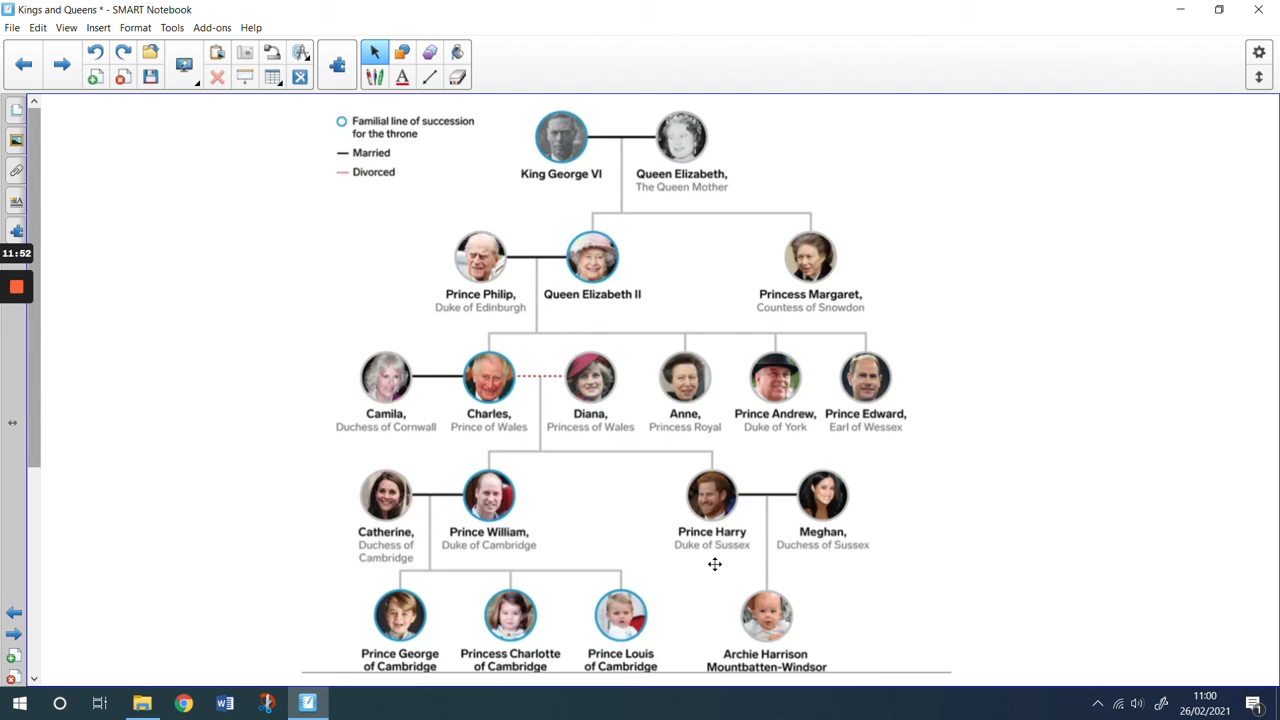 Kings and Queens * - SMART Notebook
File Edit View Insert Format Tools Add-ons Help
Familial line of succession
for the throne
Married
Divorced
King George VI
Queen Elizabeth,
The Queen Mother
11:52
Prince Philip,
Duke of Edinburgh
Queen Elizabeth II
Princess Margaret,
Countess of Snowdon
Camila,
Duchess of Cornwall
Charles,
Prince of Wales
Diana,
Princess of Wales
Anne,
Princess Royal
Prince Andrew,
Duke of York
Prince Edward,
Earl of Wessex
Catherine,
Duchess of
Cambridge
Prince William,
Duke of Cambridge
Prince Harry
Duke of Sussex
Meghan,
Duchess of Sussex
Prince George
of Cambridge
Princess Charlotte
of Cambridge
Prince Louis
of Cambridge
Archie Harrison
Mountbatten-Windsor
11:00
26/02/2021
1